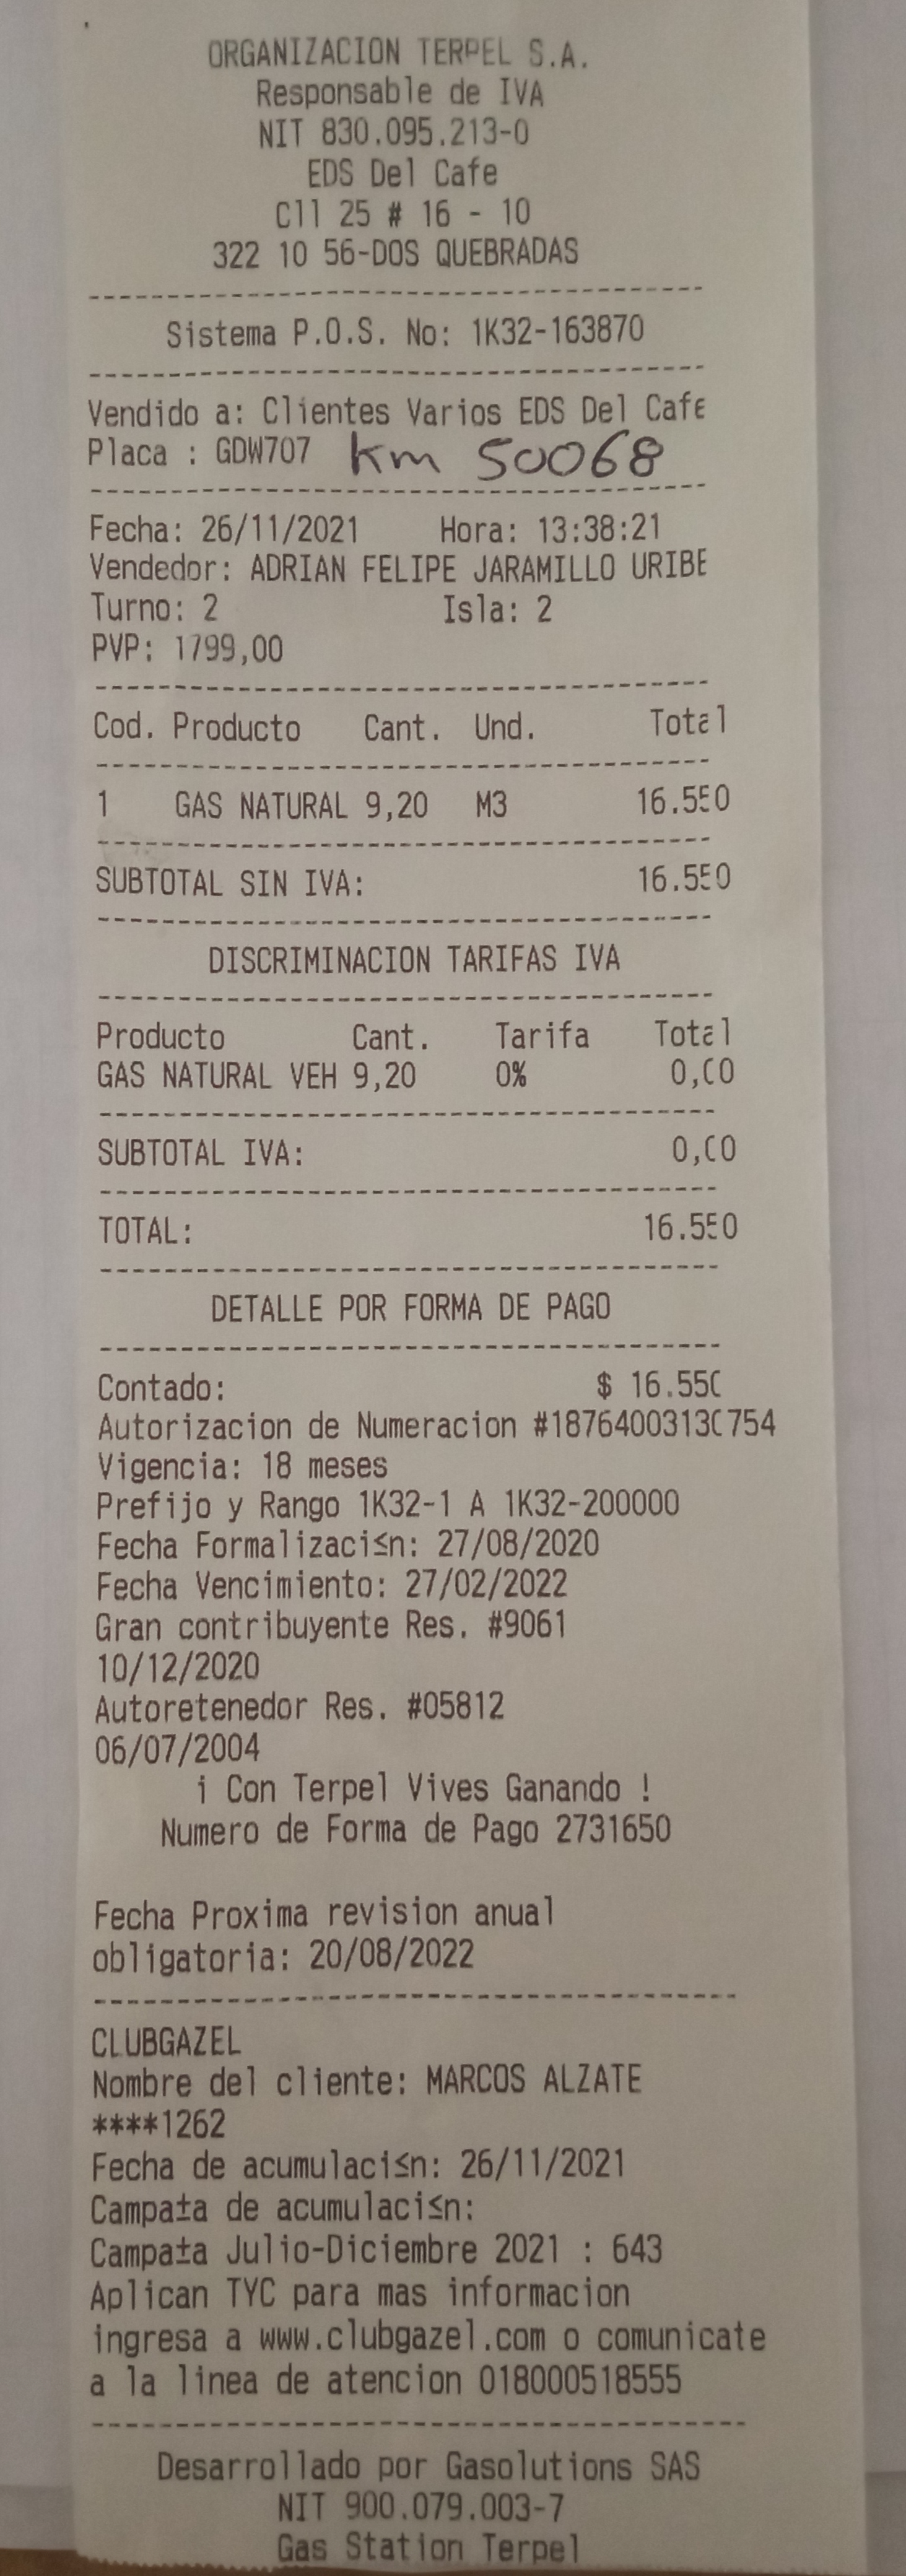 ORGANIZACION TERPEL S.A.
Responsable de IVA
NIT 830.095.213-0
EDS Del Cafe
Cll 25 # 16 - 10
322 10 56-DOS QUEBRADAS
Sistema P.O.S. No: 1K32-163870
Vendido a: Clientes Varios EDS Del Cafe
Placa : GDW707 km 50068
Fecha: 26/11/2021 Hora: 13:38:21
Vendedor: ADRIAN FELIPE JARAMILLO URIBE
Turno: 2 Isla: 2
PVP: 1799,00
Cod. Producto Cant. Und. Total
1 GAS NATURAL 9,20 M3 16.550
SUBTOTAL SIN IVA: 16.550
DISCRIMINACION TARIFAS IVA
Producto Cant. Tarifa Total
GAS NATURAL VEH 9,20 0% 0,00
SUBTOTAL IVA: 0,00
TOTAL: 16.550
DETALLE POR FORMA DE PAGO
Contado: $ 16.550
Autorizacion de Numeracion #18764003130754
Vigencia: 18 meses
Prefijo y Rango 1K32-1 A 1K32-200000
Fecha Formalizaci≤n: 27/08/2020
Fecha Vencimiento: 27/02/2022
Gran contribuyente Res. #9061
10/12/2020
Autoretenedor Res. #05812
06/07/2004
¡ Con Terpel Vives Ganando !
Numero de Forma de Pago 2731650
Fecha Proxima revision anual
obligatoria: 20/08/2022
CLUBGAZEL
Nombre del cliente: MARCOS ALZATE
****1262
Fecha de acumulaci≤n: 26/11/2021
Campa±a de acumulaci≤n:
Campa±a Julio-Diciembre 2021 : 643
Aplican TYC para mas informacion
ingresa a www.clubgazel.com o comunicate
a la linea de atencion 018000518555
Desarrollado por Gasolutions SAS
NIT 900.079.003-7
Gas Station Terpel